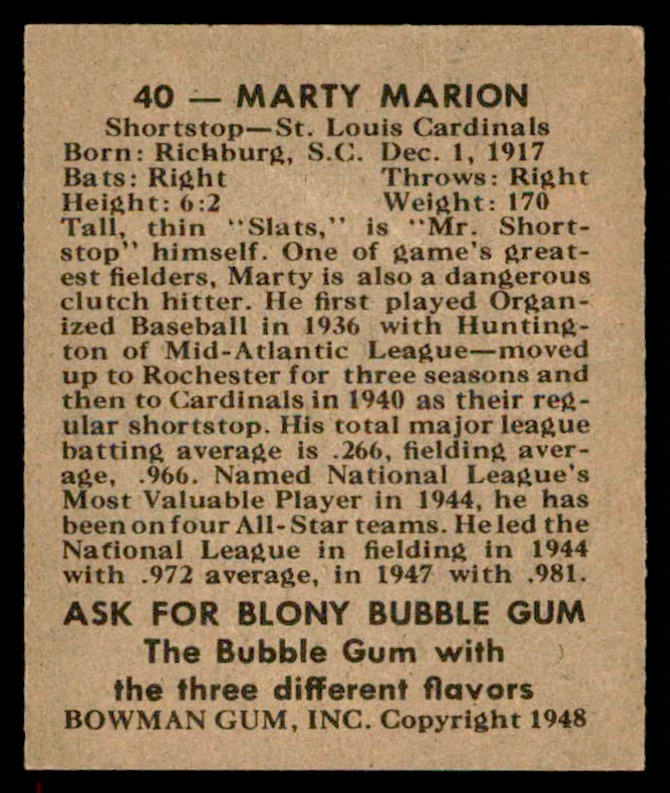 40 — MARTY MARION
Shortstop—St. Louis Cardinals
Born: Richburg, S.C. Dec. 1, 1917
Bats: Right Throws: Right
Height: 6:2 Weight: 170
Tall, thin "Slats," is "Mr. Short-
stop" himself. One of game's great-
est fielders, Marty is also a dangerous
clutch hitter. He first played Organ-
ized Baseball in 1936 with Hunting-
ton of Mid-Atlantic League—moved
up to Rochester for three seasons and
then to Cardinals in 1940 as their reg-
ular shortstop. His total major league
batting average is .266, fielding aver-
age, .966. Named National League's
Most Valuable Player in 1944, he has
been on four All-Star teams. He led the
National League in fielding in 1944
with .972 average, in 1947 with .981.
ASK FOR BLONY BUBBLE GUM
The Bubble Gum with
the three different flavors
BOWMAN GUM, INC. Copyright 1948